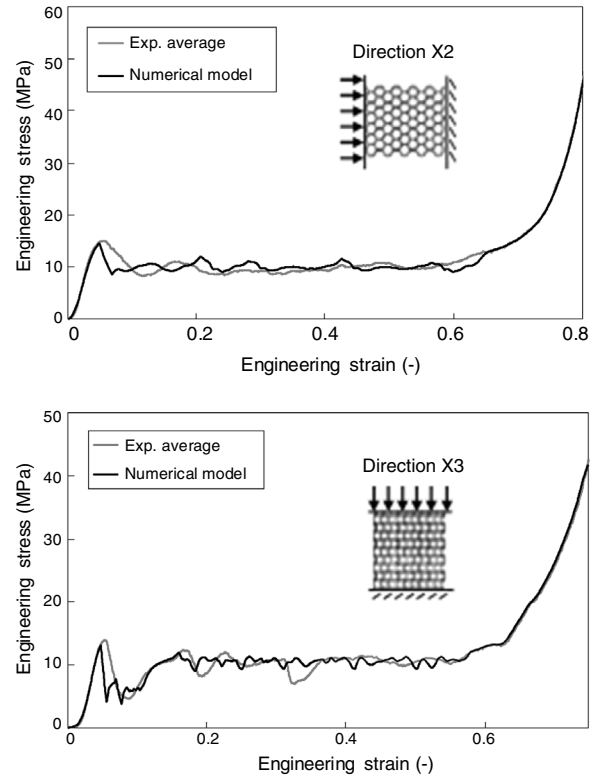 60
50
40
30
20
10
0
Engineering stress (MPa)
Exp. average
Numerical model
Direction X2
0 0.2 0.4 0.6 0.8
Engineering strain (-)
50
40
30
20
10
0
Engineering stress (MPa)
Exp. average
Numerical model
Direction X3
0 0.2 0.4 0.6
Engineering strain (-)